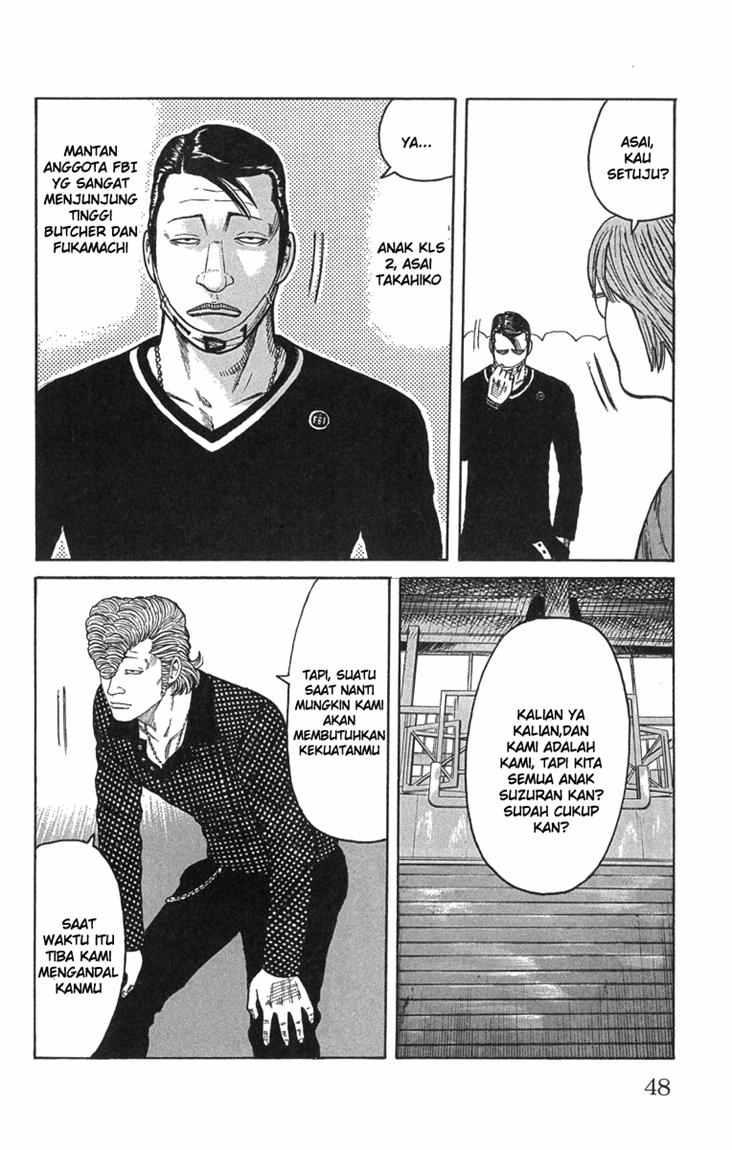 ASAI,
KAU
SETUJU?
YA...
ANAK KLS
2, ASAI
TAKAHIKO
MANTAN
ANGGOTA FBI
YG SANGAT
MENJUNJUNG
TINGGI
BUTCHER DAN
FUKAMACHI
FBI
KALIAN YA
KALIAN,DAN
KAMI ADALAH
KAMI, TAPI KITA
SEMUA ANAK
SUZURAN KAN?
SUDAH CUKUP
KAN?
TAPI, SUATU
SAAT NANTI
MUNGKIN KAMI
AKAN
MEMBUTUHKAN
KEKUATANMU
SAAT
WAKTU ITU
TIBA KAMI
MENGANDAL
KANMU
48